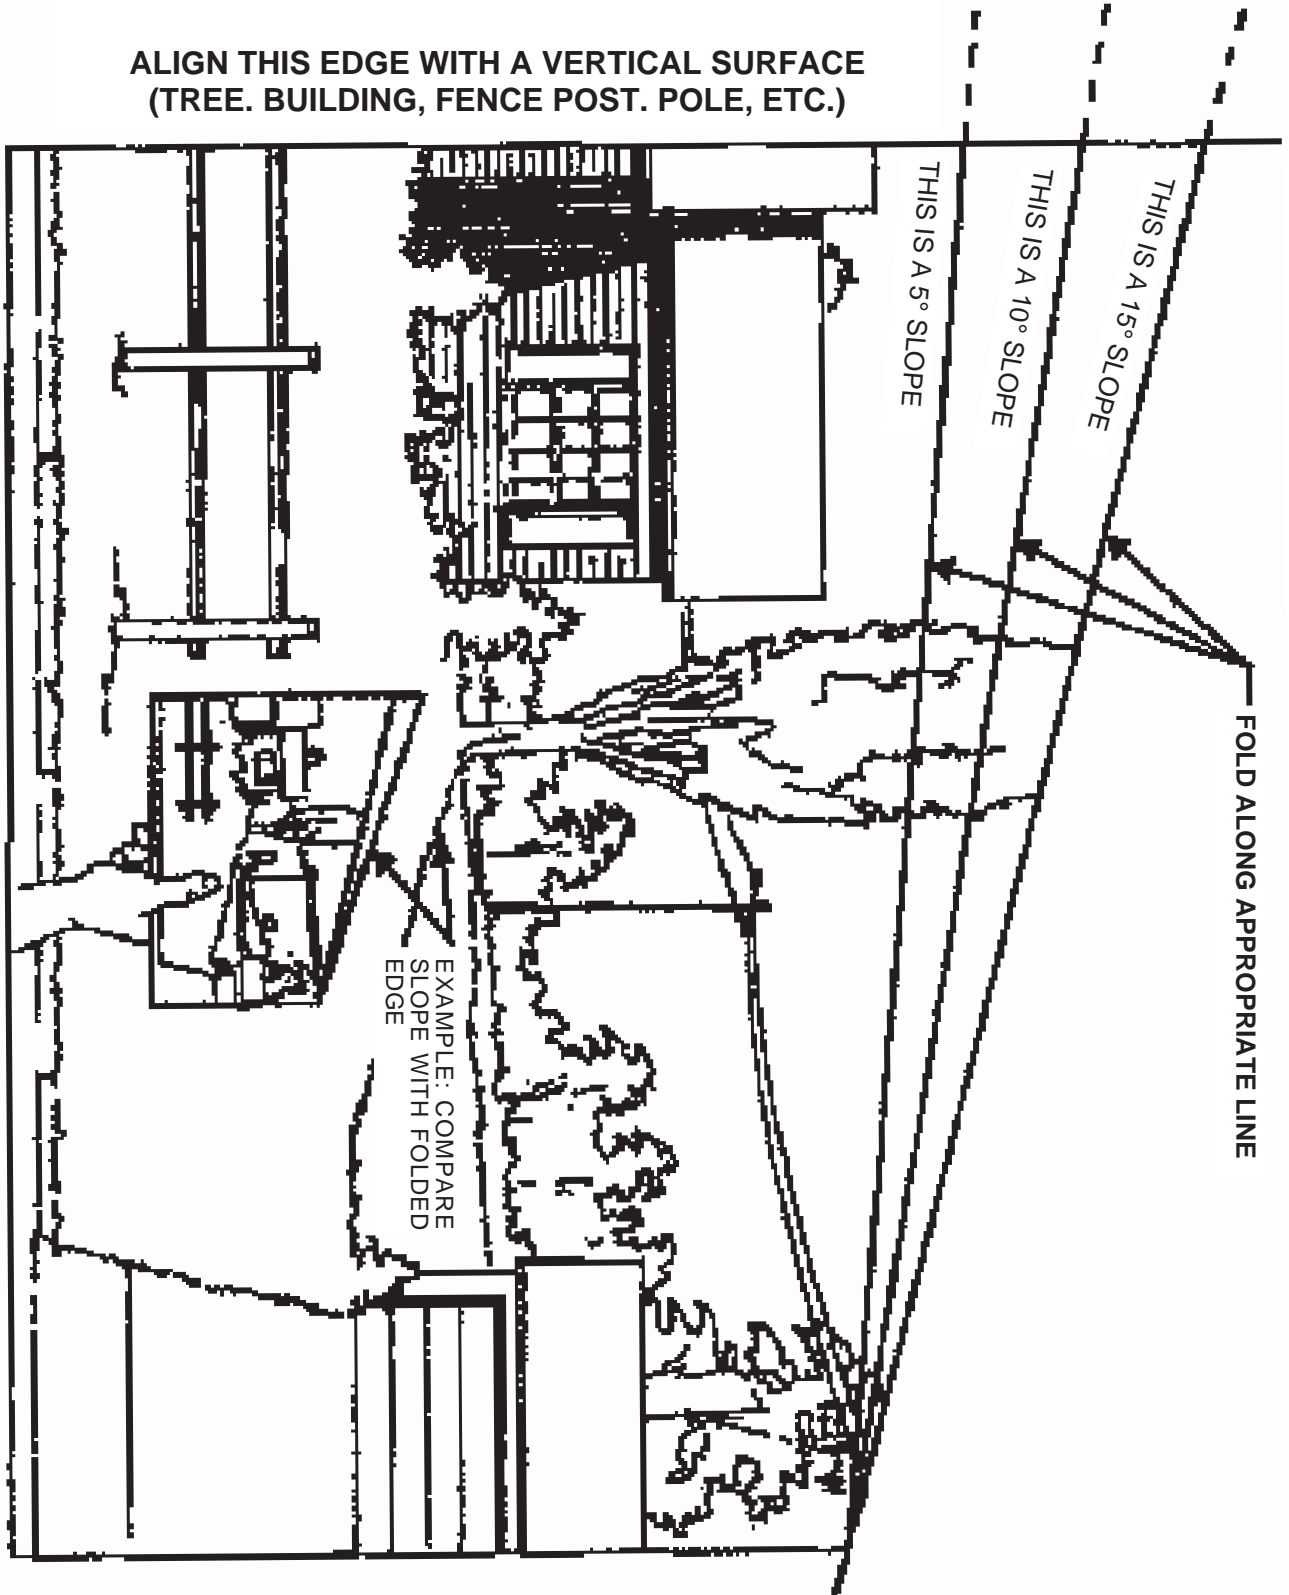 ALIGN THIS EDGE WITH A VERTICAL SURFACE
(TREE. BUILDING, FENCE POST. POLE, ETC.)
THIS IS A 5° SLOPE
THIS IS A 10° SLOPE
THIS IS A 15° SLOPE
FOLD ALONG APPROPRIATE LINE
EXAMPLE: COMPARE
SLOPE WITH FOLDED
EDGE